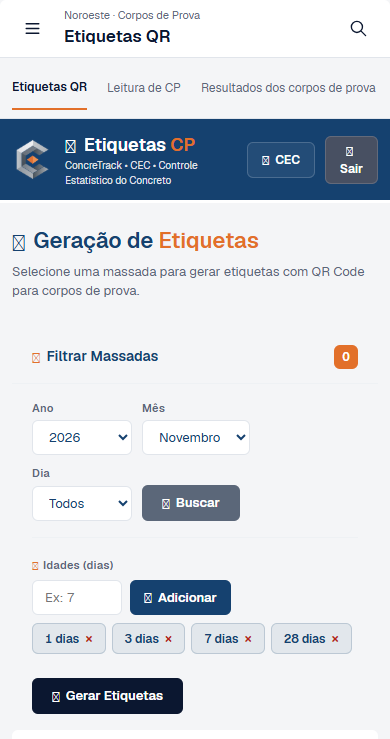 Noroeste · Corpos de Prova
Etiquetas QR
Etiquetas QR
Leitura de CP
Resultados dos corpos de prova
Etiquetas CP
ConcreTrack • CEC • Controle
Estatístico do Concreto
CEC
Sair
Geração de Etiquetas
Selecione uma massada para gerar etiquetas com QR Code
para corpos de prova.
Filtrar Massadas
0
Ano
Mês
2026
Novembro
Dia
Todos
Buscar
Idades (dias)
Ex: 7
Adicionar
1 dias ×
3 dias ×
7 dias ×
28 dias ×
Gerar Etiquetas